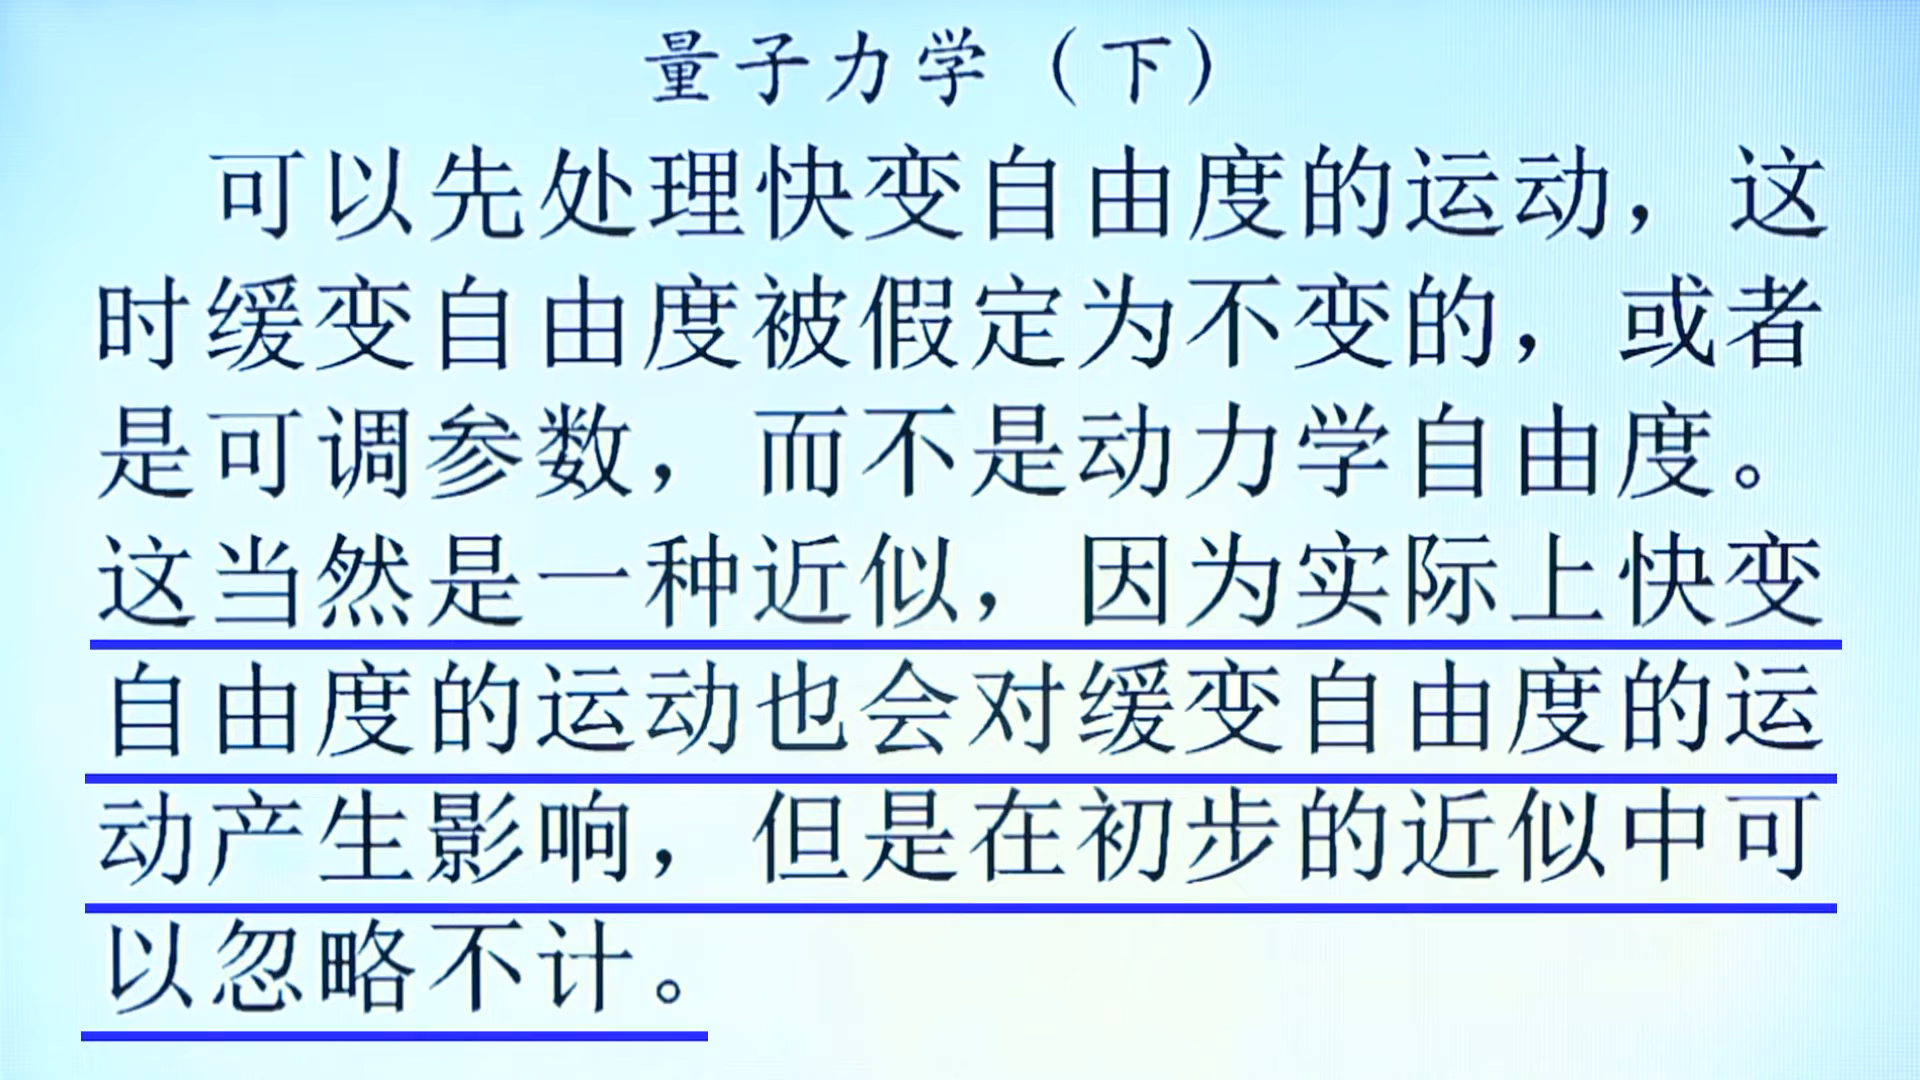 量子力学（下）
可以先处理快变自由度的运动，这
时缓变自由度被假定为不变的，或者
是可调参数，而不是动力学自由度。
这当然是一种近似，因为实际上快变
自由度的运动也会对缓变自由度的运
动产生影响，但是在初步的近似中可
以忽略不计。